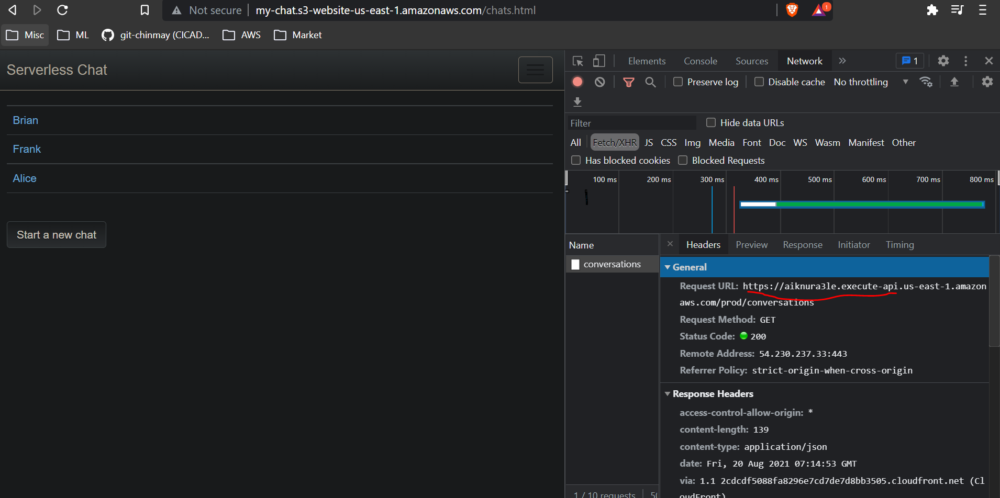 Not secure my-chat.s3-website-us-east-1.amazonaws.com/chats.html 1
Misc ML git-chinmay (CICAD... AWS Market
Serverless Chat
Brian
Frank
Alice
Start a new chat
Elements Console Sources Network 1
Preserve log Disable cache No throttling
Filter Hide data URLs
All Fetch/XHR JS CSS Img Media Font Doc WS Wasm Manifest Other
Has blocked cookies Blocked Requests
100 ms 200 ms 300 ms 400 ms 500 ms 600 ms 700 ms 800 ms
Name Headers Preview Response Initiator Timing
conversations
General
Request URL: https://aiknura3le.execute-api.us-east-1.amazon
aws.com/prod/conversations
Request Method: GET
Status Code: 200
Remote Address: 54.230.237.33:443
Referrer Policy: strict-origin-when-cross-origin
Response Headers
access-control-allow-origin: *
content-length: 139
content-type: application/json
date: Fri, 20 Aug 2021 07:14:53 GMT
via: 1.1 2cdcdf5088fa8296e7cd7de7d8bb3505.cloudfront.net (Cl
oudFront)
1 / 10 requests